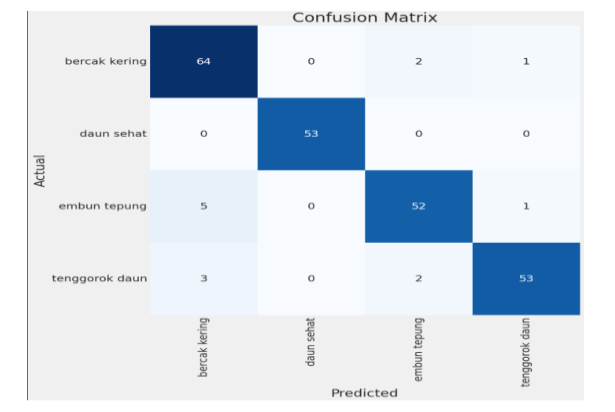 Confusion Matrix
Actual
bercak kering 64 0 2 1
daun sehat 0 53 0 0
embun tepung 5 0 52 1
tenggorok daun 3 0 2 53
bercak kering
daun sehat
embun tepung
tenggorok daun
Predicted